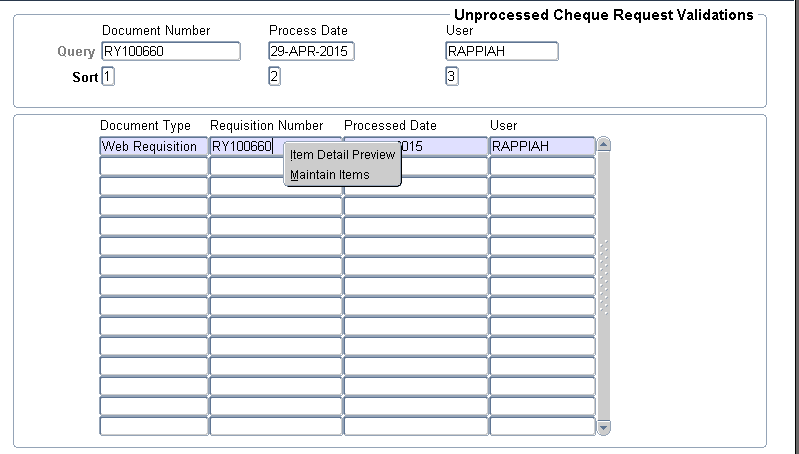 Unprocessed Cheque Request Validations
Document Number Process Date User
Query RY100660 29-APR-2015 RAPPIAH
Sort 1 2 3
Document Type Requisition Number Processed Date User
Web Requisition RY100660 015 RAPPIAH
Item Detail Preview
Maintain Items